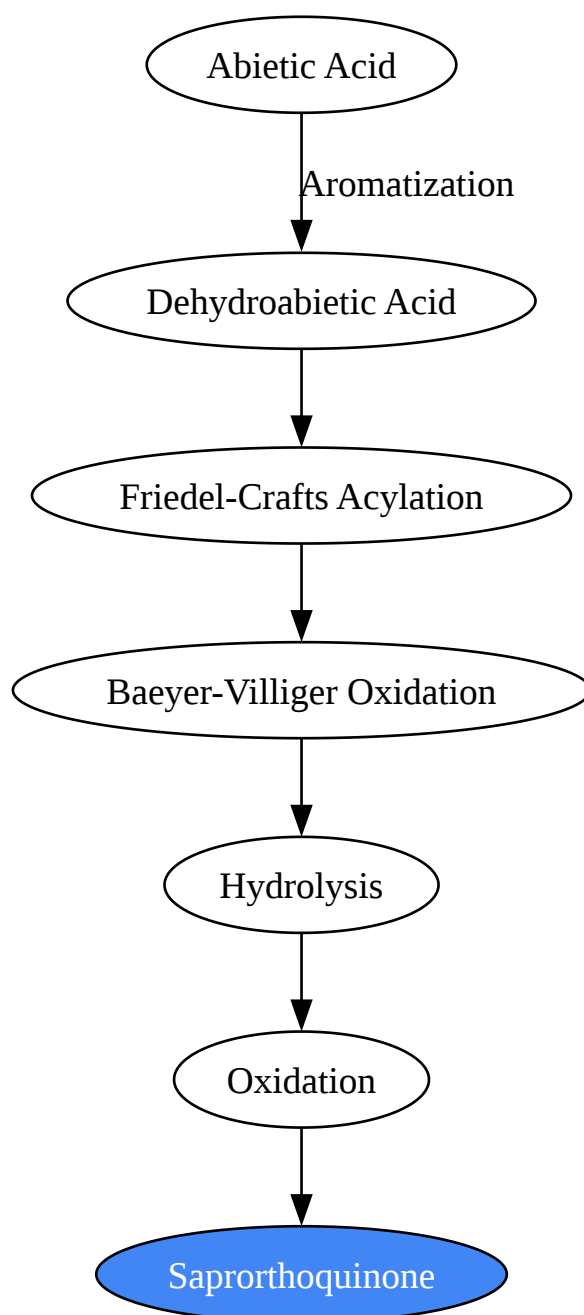 Abietic Acid
Aromatization
Dehydroabietic Acid
Friedel-Crafts Acylation
Baeyer-Villiger Oxidation
Hydrolysis
Oxidation
Saprorthoquinone